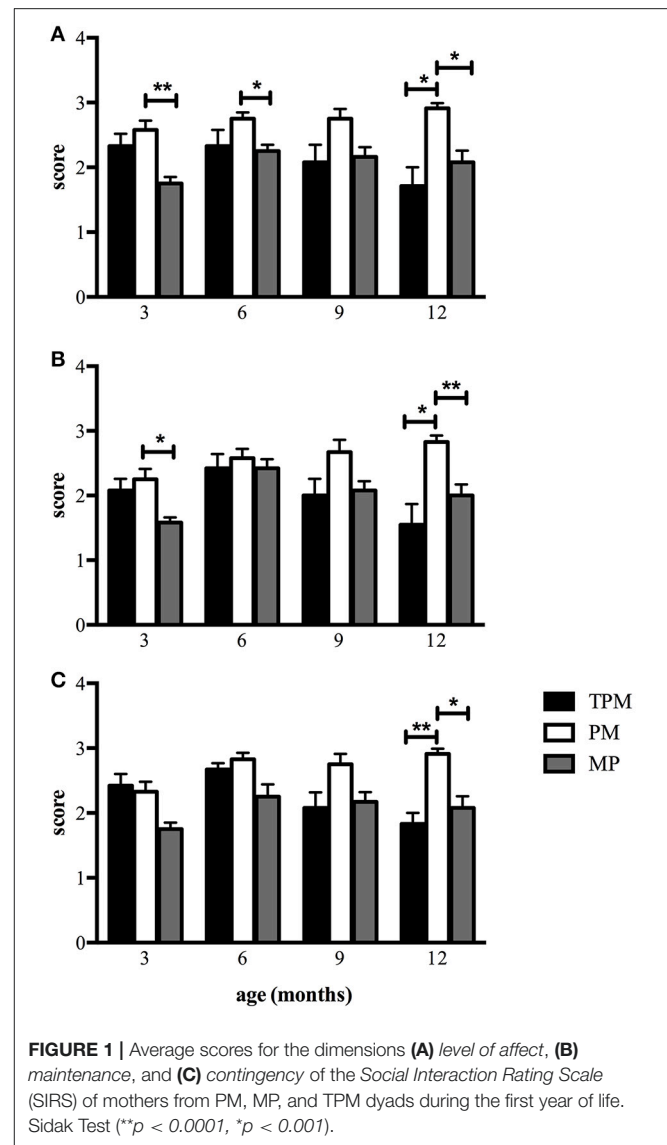 A
4
3
2
1
0
score
**
*
*
*
3 6 9 12
B
4
3
2
1
0
score
*
*
**
3 6 9 12
C
4
3
2
1
0
score
**
*
3 6 9 12
age (months)
TPM
PM
MP
FIGURE 1 | Average scores for the dimensions (A) level of affect, (B)
maintenance, and (C) contingency of the Social Interaction Rating Scale
(SIRS) of mothers from PM, MP, and TPM dyads during the first year of life.
Sidak Test (**p < 0.0001, *p < 0.001).